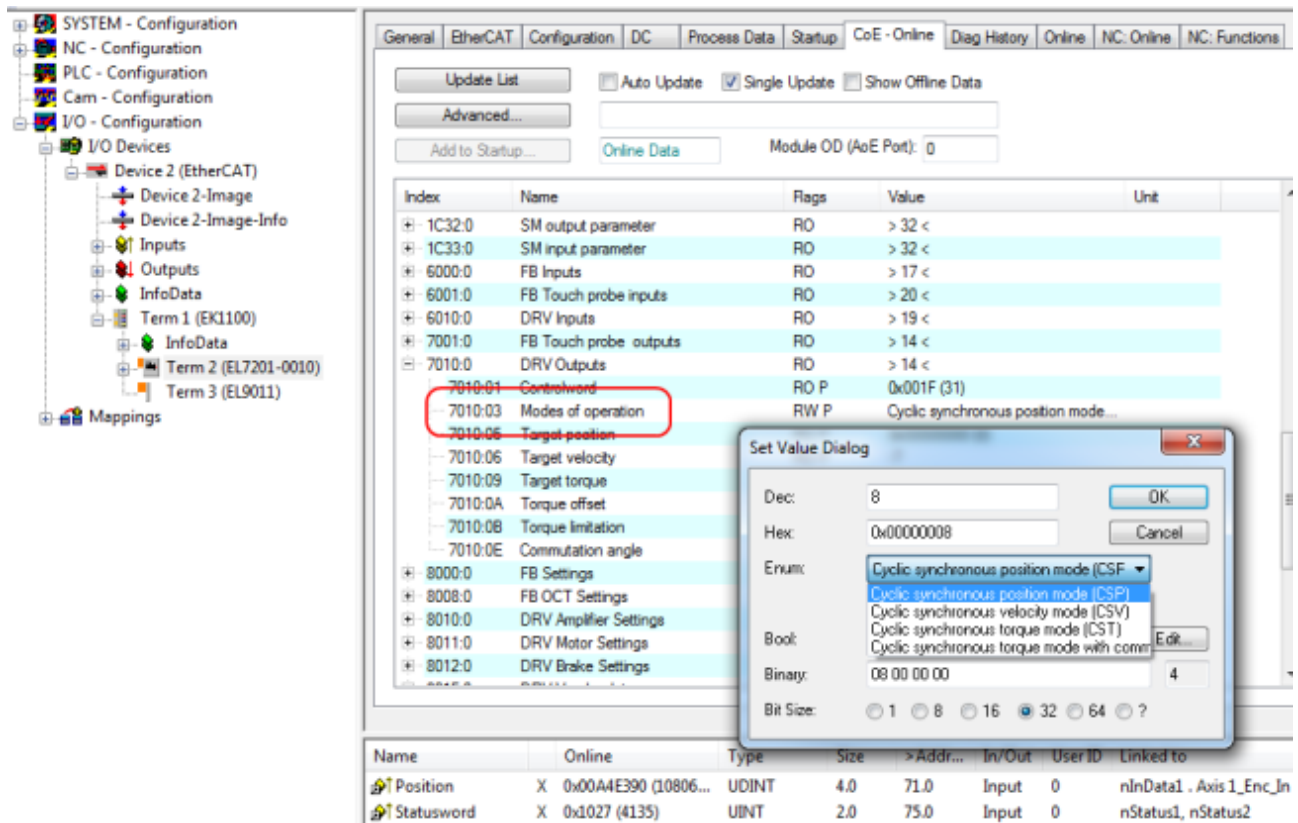 SYSTEM - Configuration
NC - Configuration
PLC - Configuration
Cam - Configuration
I/O - Configuration
I/O Devices
Device 2 (EtherCAT)
Device 2-Image
Device 2-Image-Info
Inputs
Outputs
InfoData
Term 1 (EK1100)
InfoData
Term 2 (EL7201-0010)
Term 3 (EL9011)
Mappings
General EtherCAT Configuration DC Process Data Startup CoE - Online Diag History Online NC: Online NC: Functions
Update List Auto Update Single Update Show Offline Data
Advanced...
Add to Startup... Online Data Module OD (AoE Port): 0
Index Name Flags Value Unit
1C32:0 SM output parameter RO > 32 <
1C33:0 SM input parameter RO > 32 <
6000:0 FB Inputs RO > 17 <
6001:0 FB Touch probe inputs RO > 20 <
6010:0 DRV Inputs RO > 19 <
7001:0 FB Touch probe outputs RO > 14 <
7010:0 DRV Outputs RO > 14 <
7010:01 Controlword RO P 0x001F (31)
7010:03 Modes of operation RW P Cyclic synchronous position mode...
7010:05 Target position
7010:06 Target velocity
7010:09 Target torque
7010:0A Torque offset
7010:0B Torque limitation
7010:0E Commutation angle
8000:0 FB Settings
8008:0 FB OCT Settings
8010:0 DRV Amplifier Settings
8011:0 DRV Motor Settings
8012:0 DRV Brake Settings
Set Value Dialog
Dec: 8 OK
Hex: 0x00000008 Cancel
Enum: Cyclic synchronous position mode (CSF
Cyclic synchronous position mode (CSP)
Cyclic synchronous velocity mode (CSV)
Cyclic synchronous torque mode (CST)
Cyclic synchronous torque mode with comm
Bool: Edit...
Binary: 08 00 00 00 4
Bit Size: 1 8 16 32 64 ?
Name Online Type Size >Addr... In/Out User ID Linked to
Position X 0x00A4E390 (10806... UDINT 4.0 71.0 Input 0 nInData1 . Axis 1_Enc_In
Statusword X 0x1027 (4135) UINT 2.0 75.0 Input 0 nStatus1, nStatus2